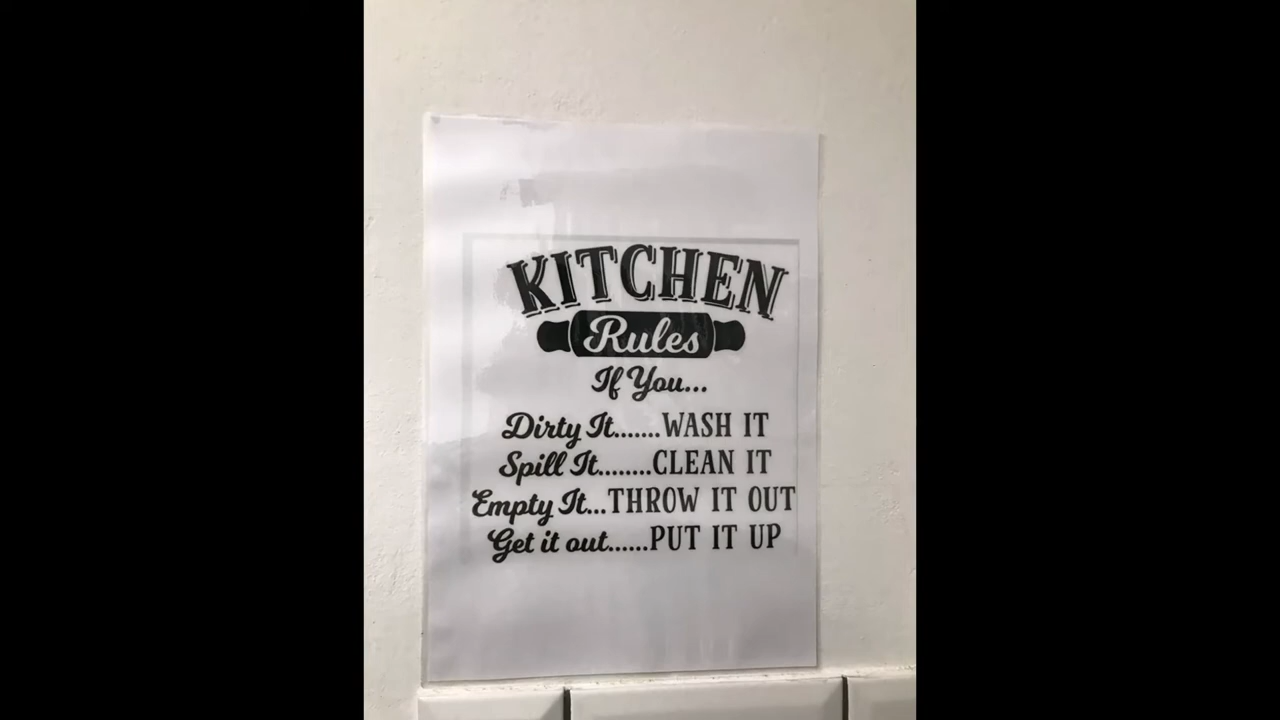 KITCHEN
Rules
If You...
Dirty It.......WASH IT
Spill It........CLEAN IT
Empty It...THROW IT OUT
Get it out......PUT IT UP